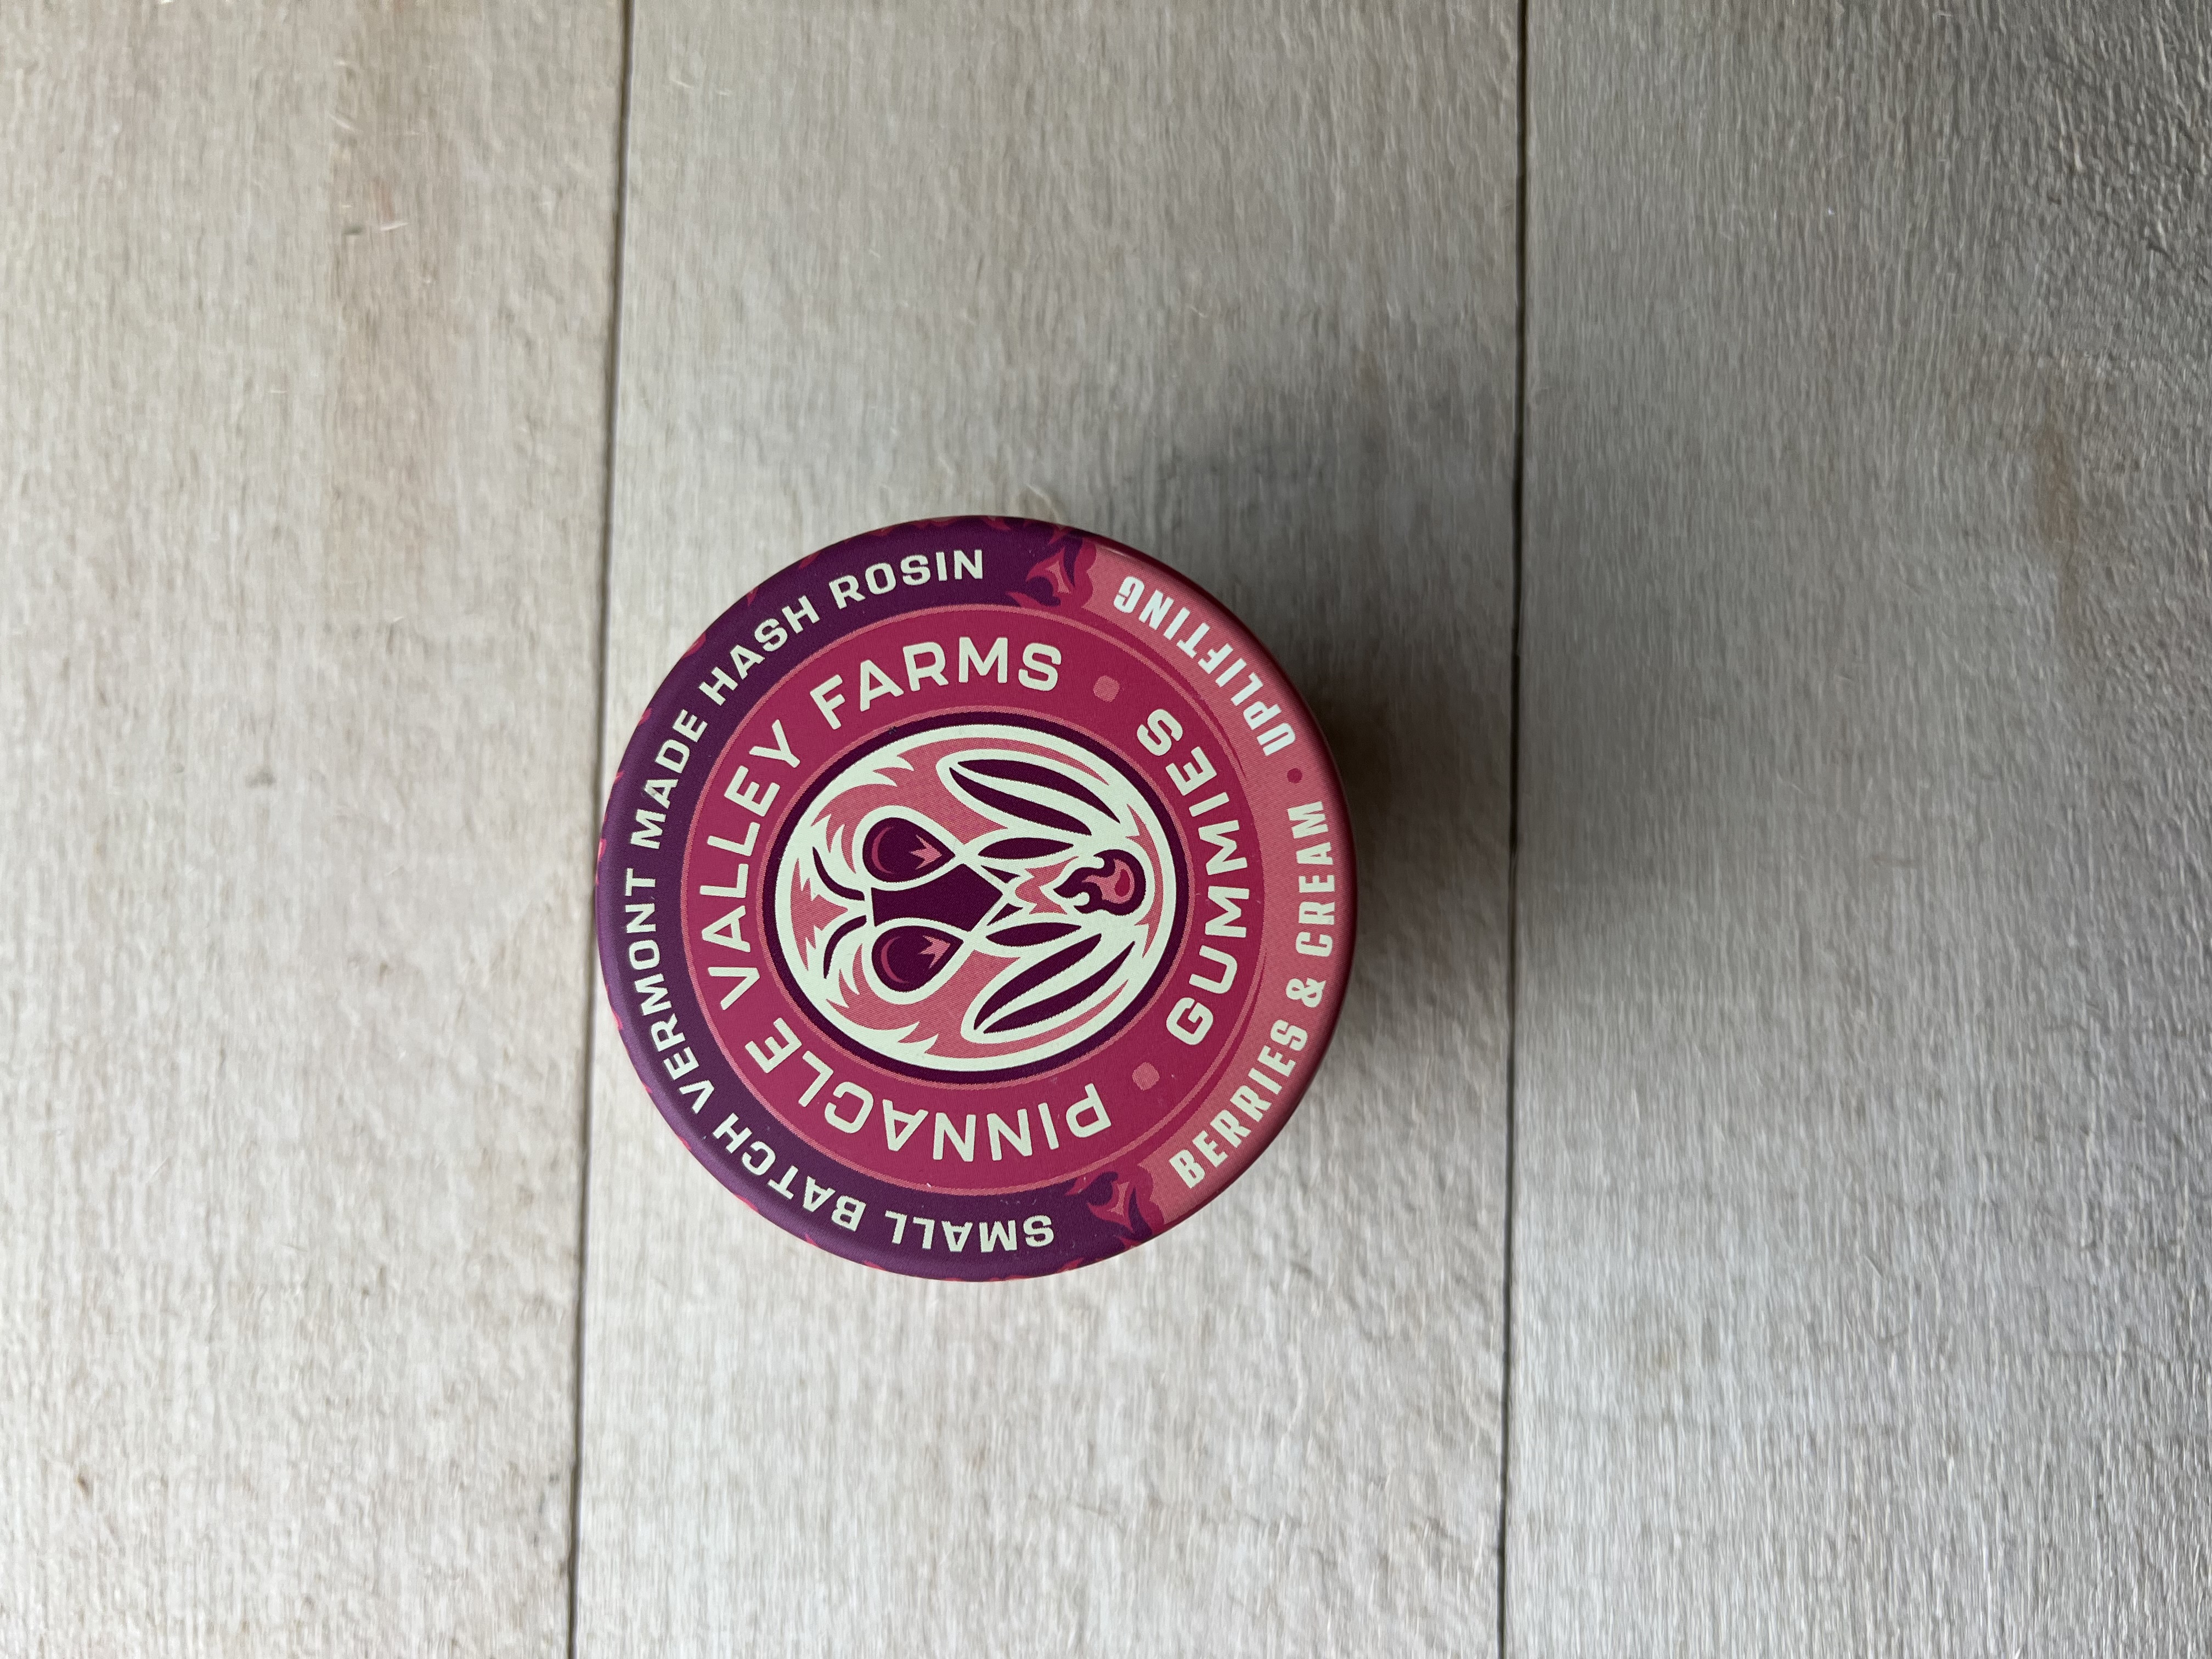 SMALL BATCH VERMONT MADE HASH ROSIN
PINNACLE VALLEY FARMS
GUMMIES
BERRIES & CREAM • UPLIFTING